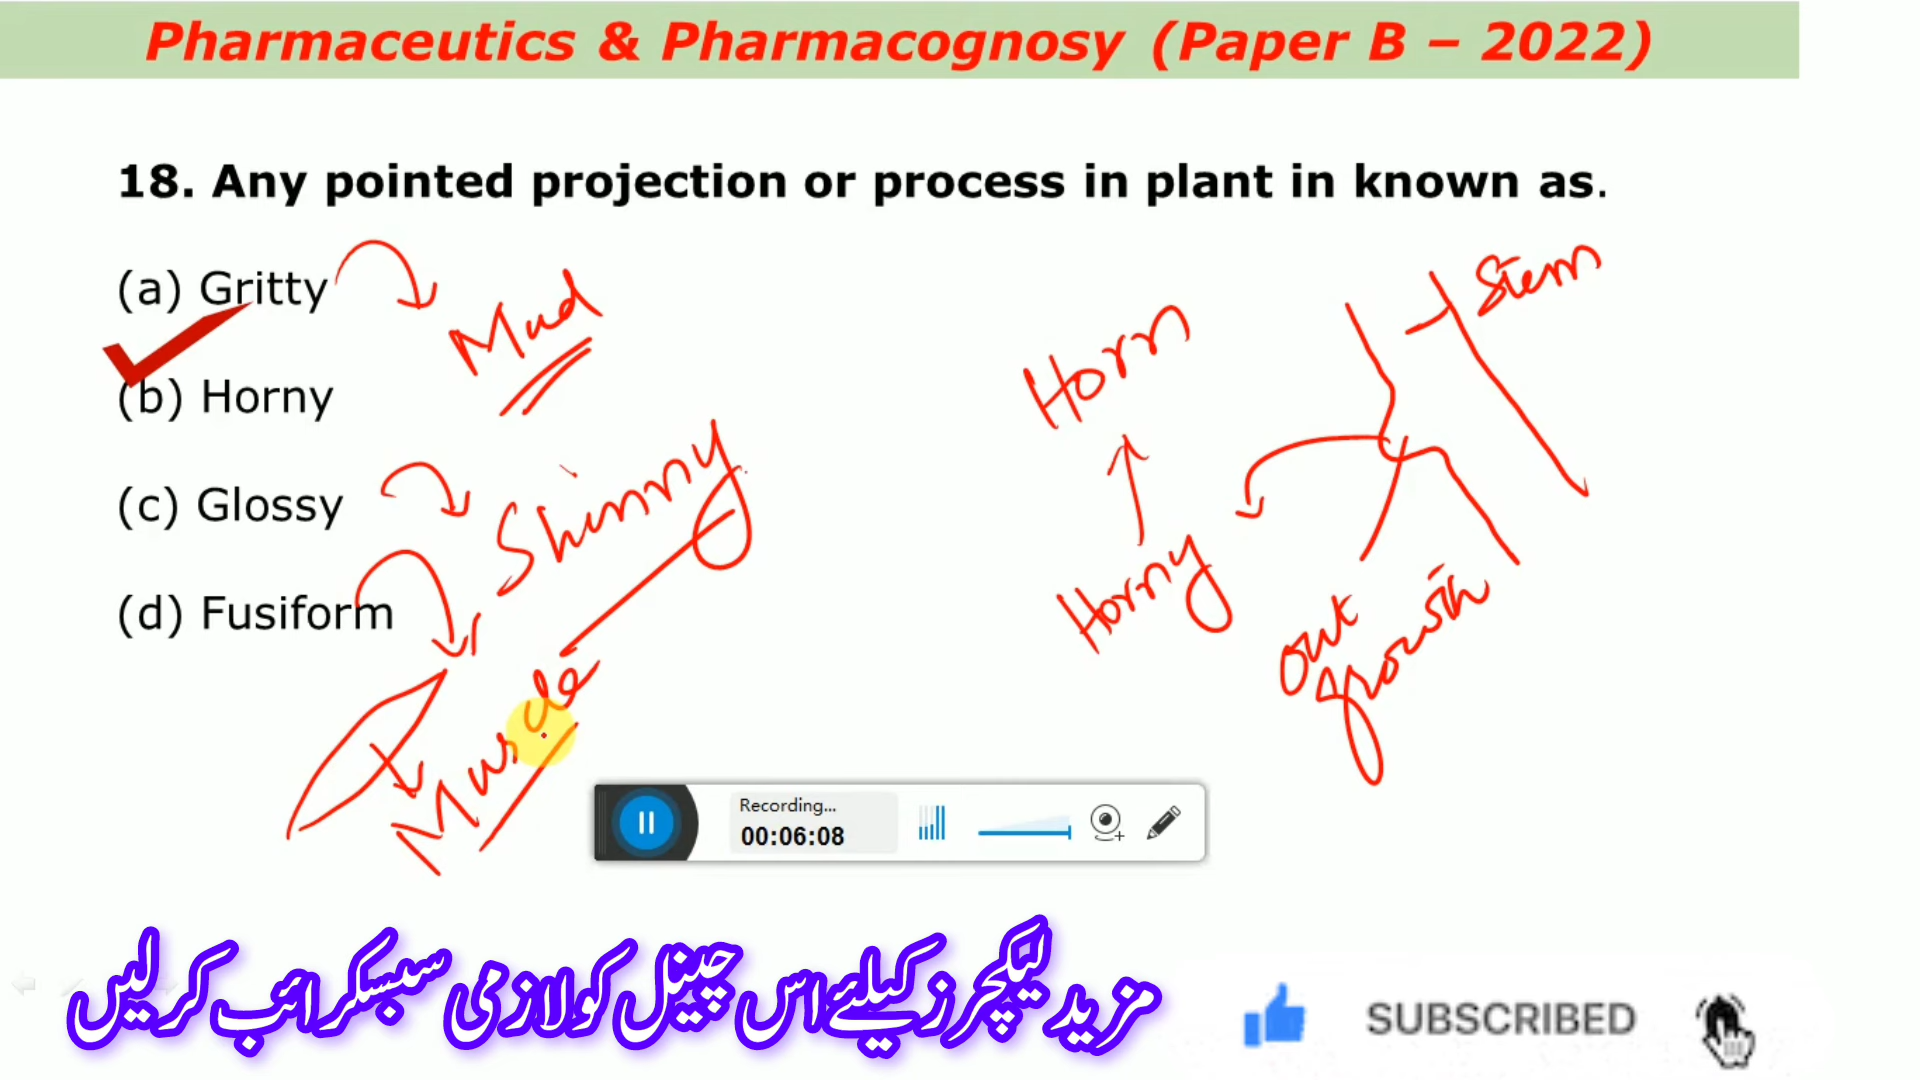 Pharmaceutics & Pharmacognosy (Paper B – 2022)
18. Any pointed projection or process in plant in known as.
(a) Gritty
Mud
(b) Horny
(c) Glossy
Shinny
(d) Fusiform
Muscle
Horn
Horny
Stem
out
growth
Recording...
00:06:08
مزید لیکچرز کیلئے اس چینل کو لازمی سبسکرائب کر لیں
SUBSCRIBED